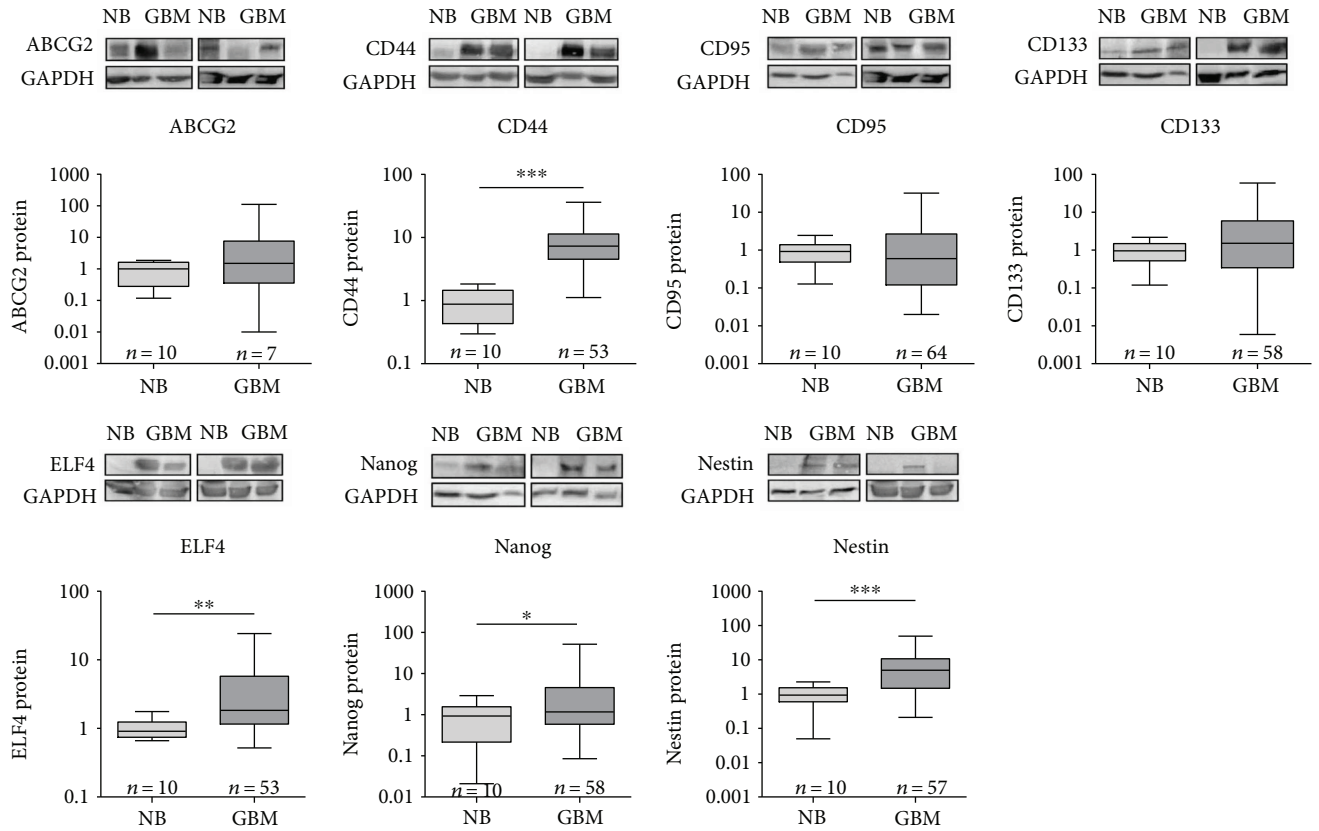 NB GBM NB GBM
ABCG2
GAPDH
ABCG2
1000
100
10
1
0.1
0.01
0.001
ABCG2 protein
n = 10
n = 7
NB
GBM
NB GBM NB GBM
CD44
GAPDH
CD44
***
100
10
1
0.1
CD44 protein
n = 10
n = 53
NB
GBM
NB GBM NB GBM
CD95
GAPDH
CD95
100
10
1
0.1
0.01
0.001
CD95 protein
n = 10
n = 64
NB
GBM
NB GBM NB GBM
CD133
GAPDH
CD133
100
10
1
0.1
0.01
0.001
CD133 protein
n = 10
n = 58
NB
GBM
NB GBM NB GBM
ELF4
GAPDH
ELF4
**
100
10
1
0.1
ELF4 protein
n = 10
n = 53
NB
GBM
NB GBM NB GBM
Nanog
GAPDH
Nanog
*
1000
100
10
1
0.1
0.01
Nanog protein
n = 10
n = 58
NB
GBM
NB GBM NB GBM
Nestin
GAPDH
Nestin
***
1000
100
10
1
0.1
0.01
0.001
Nestin protein
n = 10
n = 57
NB
GBM